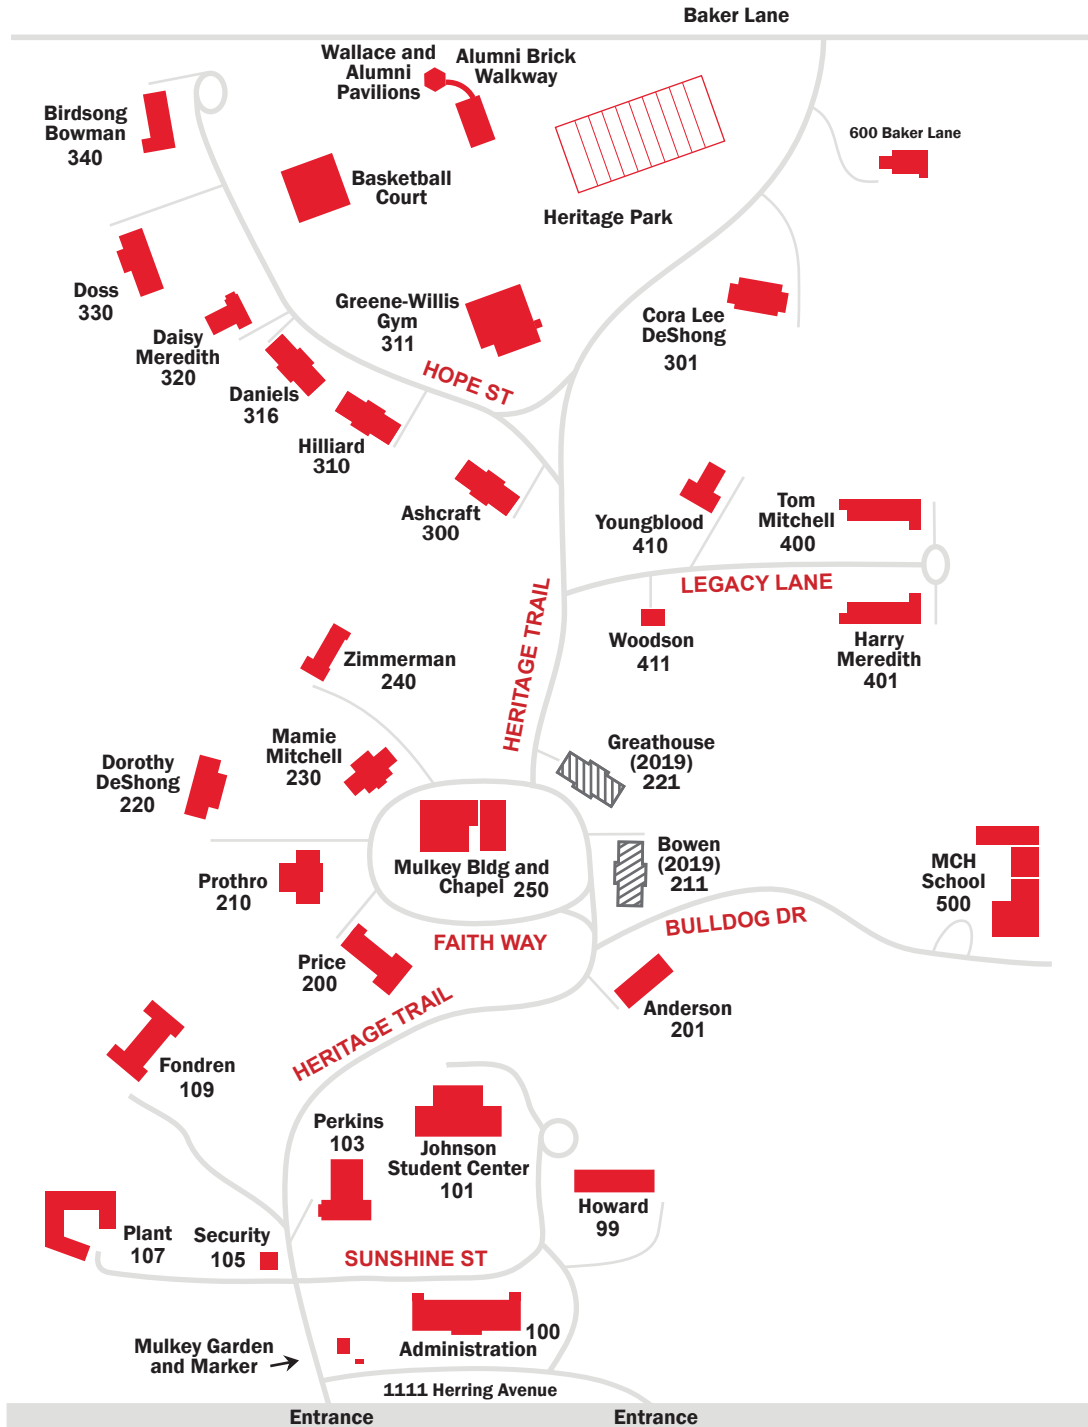 Baker Lane
Wallace and
Alumni
Pavilions
Alumni Brick
Walkway
Birdsong
Bowman
340
600 Baker Lane
Basketball
Court
Heritage Park
Doss
330
Greene-Willis
Gym
311
Cora Lee
DeShong
301
Daisy
Meredith
320
HOPE ST
Daniels
316
Hilliard
310
Ashcraft
300
Youngblood
410
Tom
Mitchell
400
LEGACY LANE
HERITAGE TRAIL
Woodson
411
Harry
Meredith
401
Zimmerman
240
Mamie
Mitchell
230
Greathouse
(2019)
221
Dorothy
DeShong
220
Mulkey Bldg and
Chapel 250
Bowen
(2019)
211
MCH
School
500
Prothro
210
BULLDOG DR
FAITH WAY
Price
200
Anderson
201
HERITAGE TRAIL
Fondren
109
Perkins
103
Johnson
Student Center
101
Howard
99
Plant
107
Security
105
SUNSHINE ST
100
Administration
Mulkey Garden
and Marker
1111 Herring Avenue
Entrance
Entrance